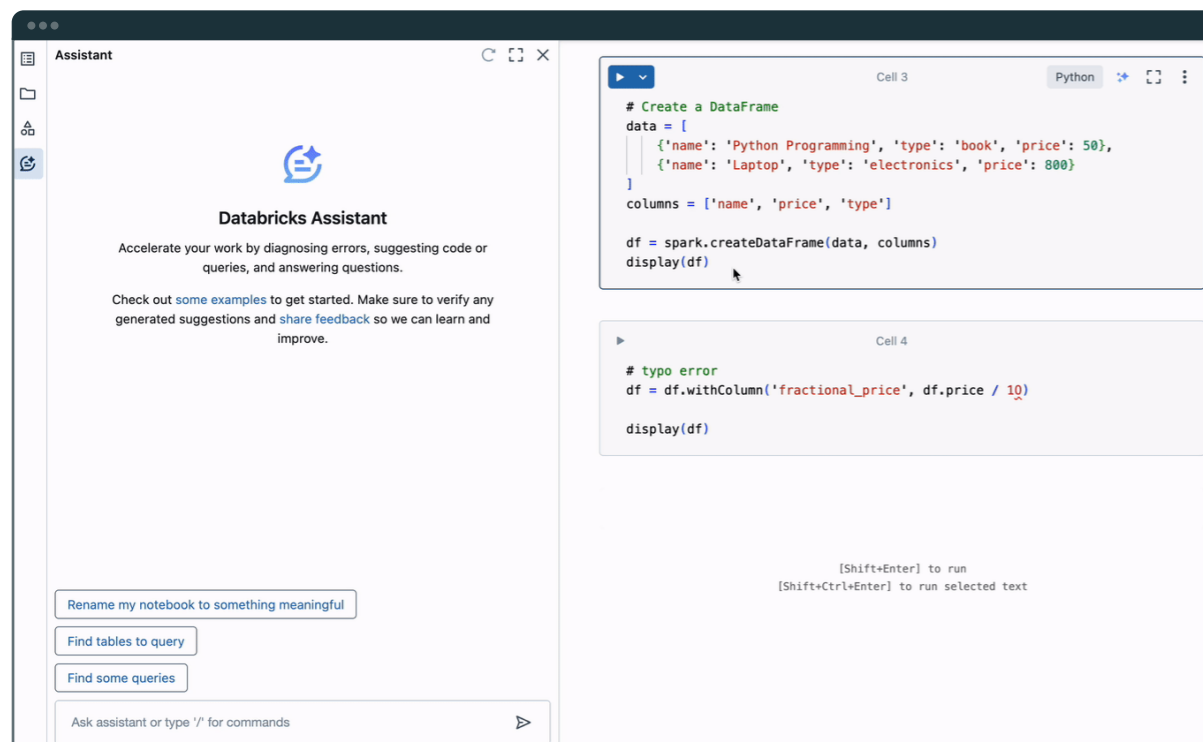 Assistant
Databricks Assistant
Accelerate your work by diagnosing errors, suggesting code or
queries, and answering questions.
Check out some examples to get started. Make sure to verify any
generated suggestions and share feedback so we can learn and
improve.
Rename my notebook to something meaningful
Find tables to query
Find some queries
Ask assistant or type '/' for commands
Cell 3
Python
# Create a DataFrame
data = [
{'name': 'Python Programming', 'type': 'book', 'price': 50},
{'name': 'Laptop', 'type': 'electronics', 'price': 800}
]
columns = ['name', 'price', 'type']
df = spark.createDataFrame(data, columns)
display(df)
Cell 4
# typo error
df = df.withColumn('fractional_price', df.price / 1O)
display(df)
[Shift+Enter] to run
[Shift+Ctrl+Enter] to run selected text